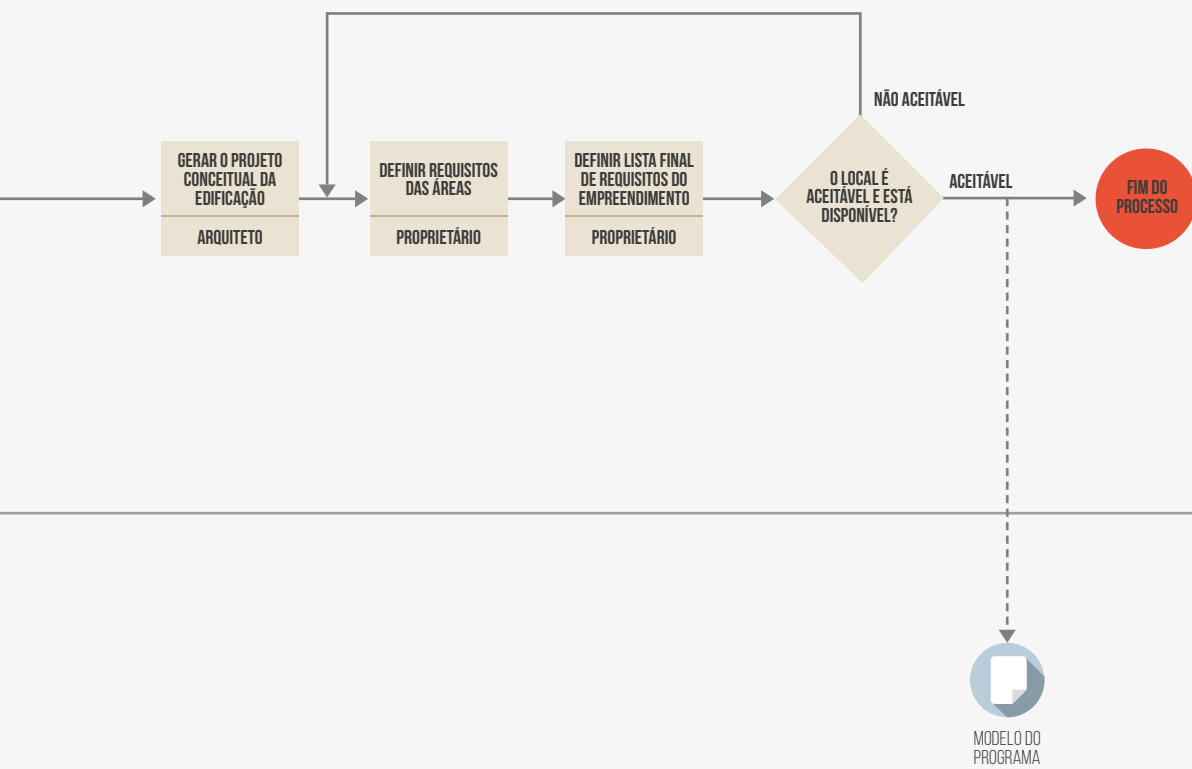 NÃO ACEITÁVEL
GERAR O PROJETO
CONCEITUAL DA
EDIFICAÇÃO
ARQUITETO
DEFINIR REQUISITOS
DAS ÁREAS
PROPRIETÁRIO
DEFINIR LISTA FINAL
DE REQUISITOS DO
EMPREENDIMENTO
PROPRIETÁRIO
O LOCAL É
ACEITÁVEL E ESTÁ
DISPONÍVEL?
ACEITÁVEL
FIM DO
PROCESSO
MODELO DO
PROGRAMA